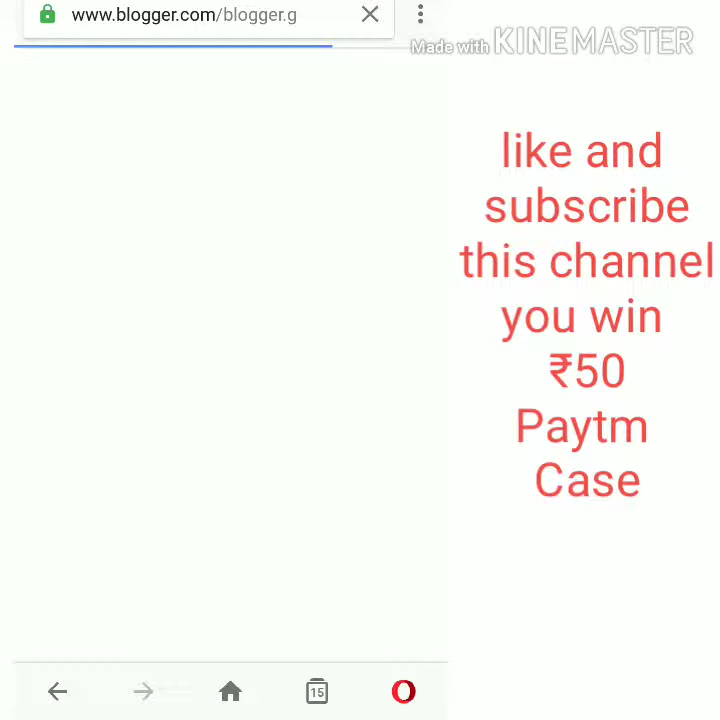 www.blogger.com/blogger.g
Made with KINEMASTER
like and
subscribe
this channel
you win
₹50
Paytm
Case
15